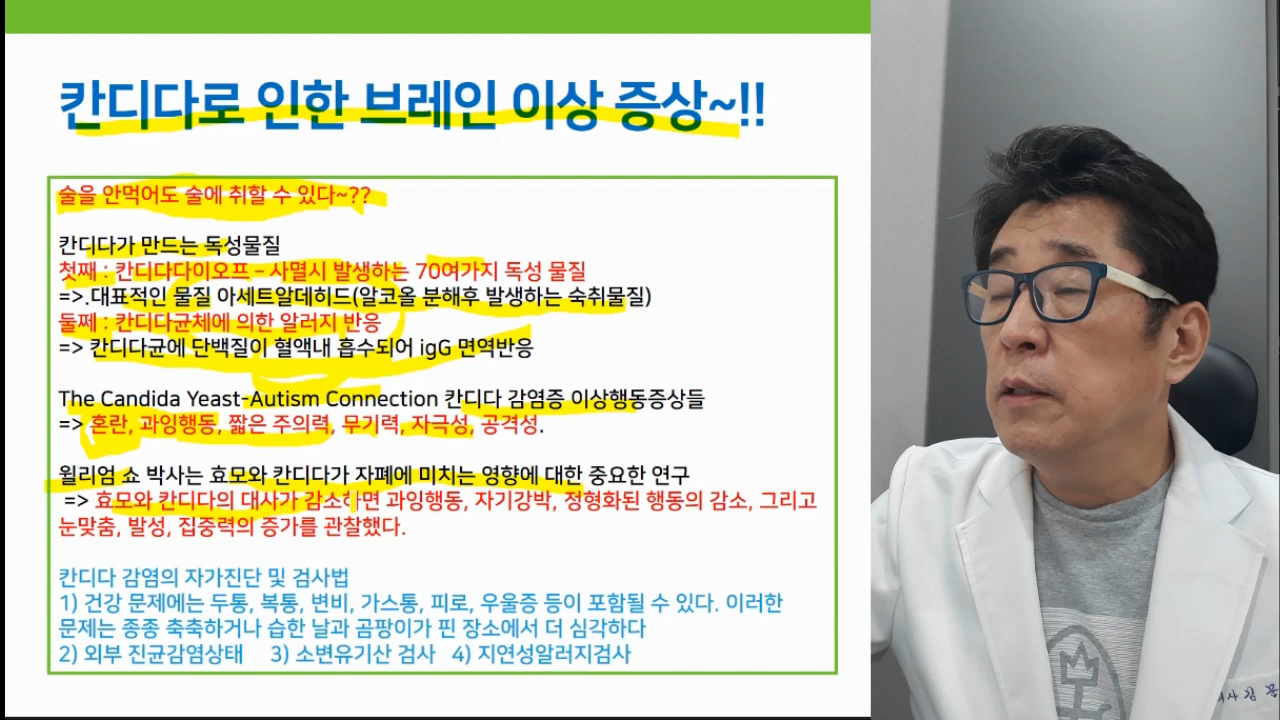 칸디다로 인한 브레인 이상 증상~!!
술을 안먹어도 술에 취할 수 있다~??
칸디다가 만드는 독성물질
첫째 : 칸디다다이오프 – 사멸시 발생하는 70여가지 독성 물질
=>.대표적인 물질 아세트알데히드(알코올 분해후 발생하는 숙취물질)
둘쩨 : 칸디다균체에 의한 알러지 반응
=> 칸디다균에 단백질이 혈액내 흡수되어 igG 면역반응
The Candida Yeast-Autism Connection 칸디다 감염증 이상행동증상들
=> 혼란, 과잉행동, 짧은 주의력, 무기력, 자극성, 공격성.
윌리엄 쇼 박사는 효모와 칸디다가 자폐에 미치는 영향에 대한 중요한 연구
=> 효모와 칸디다의 대사가 감소하면 과잉행동, 자기강박, 정형화된 행동의 감소, 그리고
눈맞춤, 발성, 집중력의 증가를 관찰했다.
칸디다 감염의 자가진단 및 검사법
1) 건강 문제에는 두통, 복통, 변비, 가스통, 피로, 우울증 등이 포함될 수 있다. 이러한
문제는 종종 축축하거나 습한 날과 곰팡이가 핀 장소에서 더 심각하다
2) 외부 진균감염상태 3) 소변유기산 검사 4) 지연성알러지검사